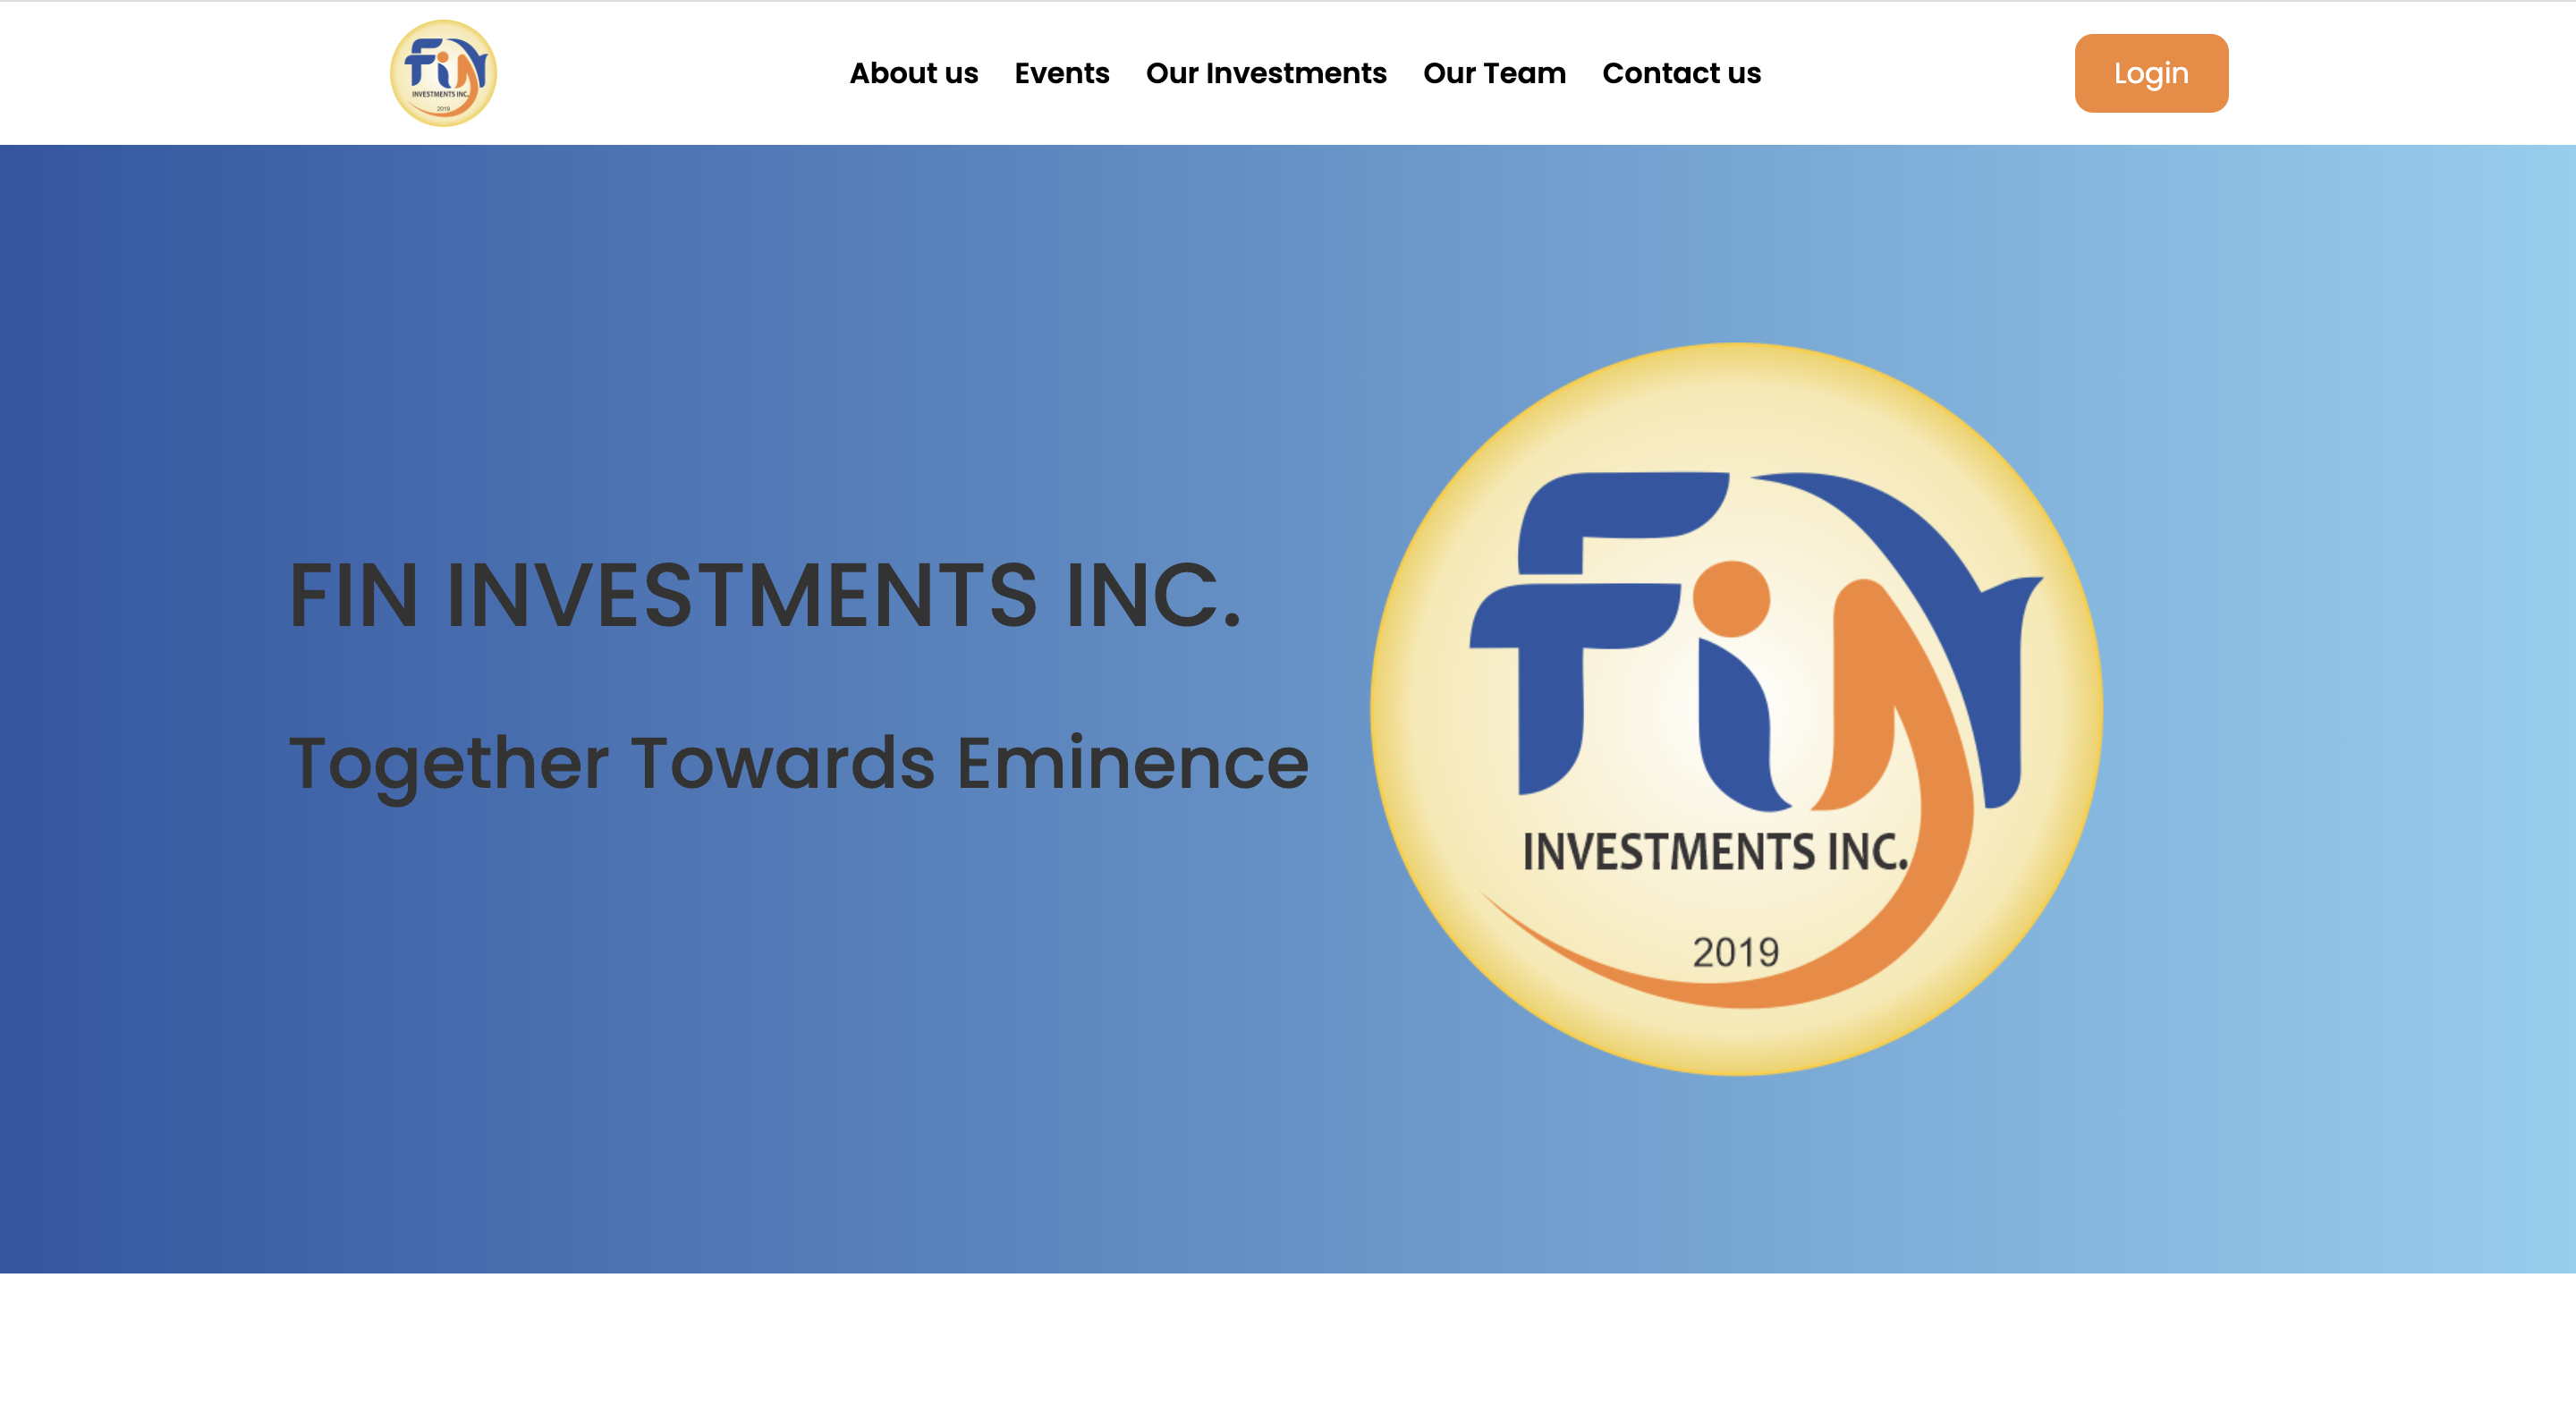 FiN
INVESTMENTS INC.
2019
About us
Events
Our Investments
Our Team
Contact us
Login
FIN INVESTMENTS INC.
Together Towards Eminence
FiN
INVESTMENTS INC.
2019